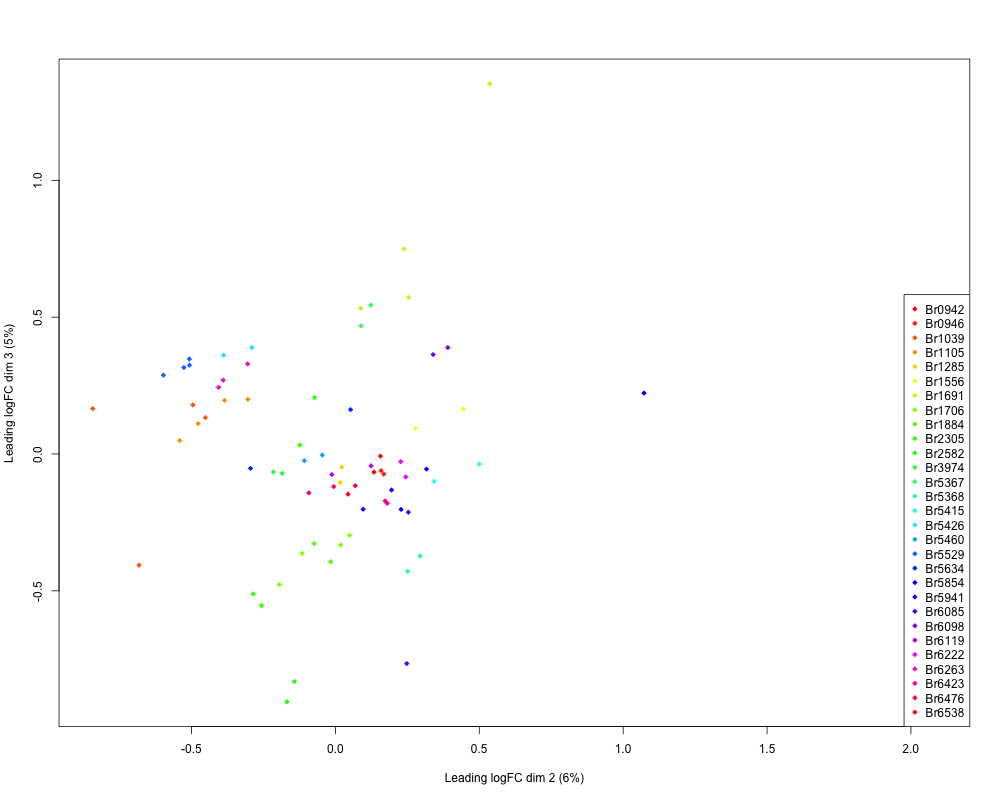 1.0
0.5
0.0
-0.5
Leading logFC dim 3 (5%)
Br0942
Br0946
Br1039
Br1105
Br1285
Br1556
Br1691
Br1706
Br1884
Br2305
Br2582
Br3974
Br5367
Br5368
Br5415
Br5426
Br5460
Br5529
Br5634
Br5854
Br5941
Br6085
Br6098
Br6119
Br6222
Br6263
Br6423
Br6476
Br6538
-0.5 0.0 0.5 1.0 1.5 2.0
Leading logFC dim 2 (6%)